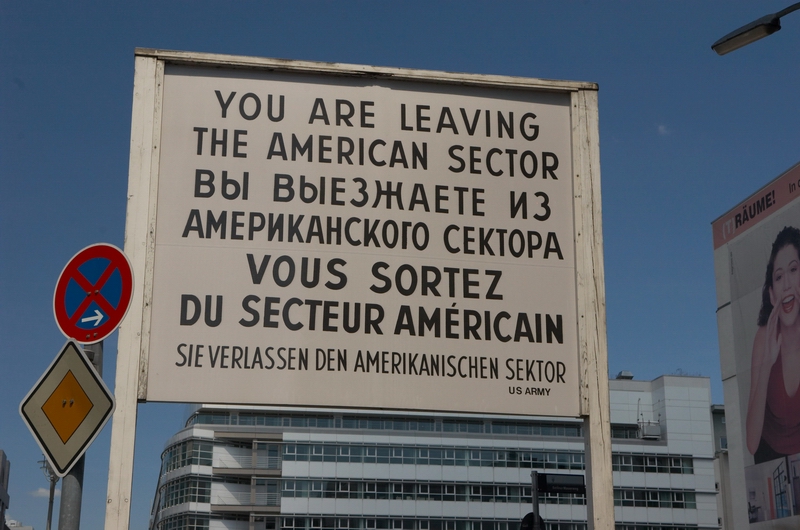 YOU ARE LEAVING
THE AMERICAN SECTOR
ВЫ ВЫЕЗЖАЕТЕ ИЗ
АМЕРИКАНСКОГО СЕКТОРА
VOUS SORTEZ
DU SECTEUR AMÉRICAIN
SIE VERLASSEN DEN AMERIKANISCHEN SEKTOR
US ARMY
RÄUME! In